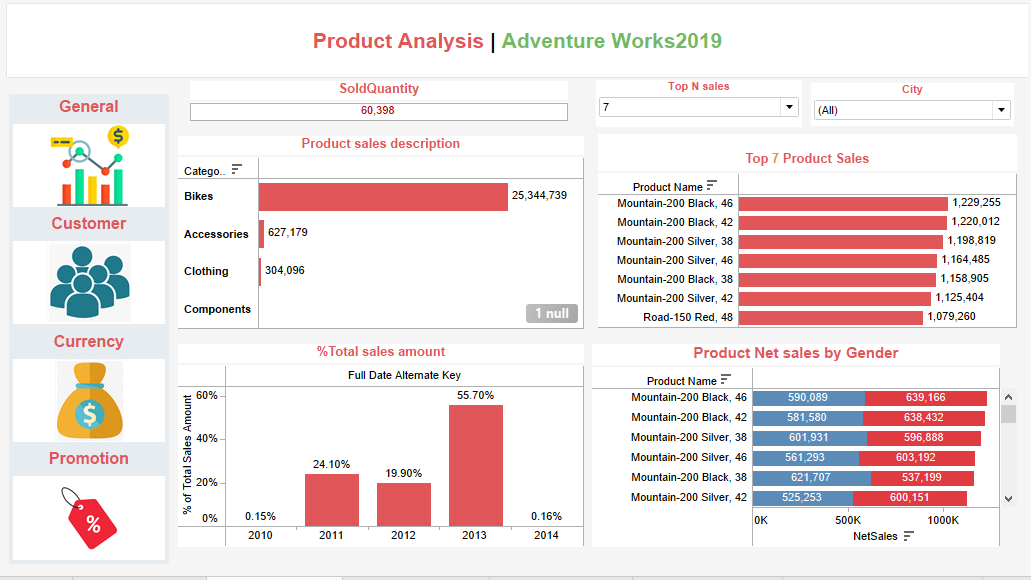 Product Analysis | Adventure Works2019
General
$
Customer
Currency
$
Promotion
%
SoldQuantity
60,398
Top N sales
7
City
(All)
Product sales description
Catego..
Bikes 25,344,739
Accessories 627,179
Clothing 304,096
Components
1 null
Top 7 Product Sales
Product Name
Mountain-200 Black, 46 1,229,255
Mountain-200 Black, 42 1,220,012
Mountain-200 Silver, 38 1,198,819
Mountain-200 Silver, 46 1,164,485
Mountain-200 Black, 38 1,158,905
Mountain-200 Silver, 42 1,125,404
Road-150 Red, 48 1,079,260
%Total sales amount
Full Date Alternate Key
% of Total Sales Amount
60%
40%
20%
0%
0.15%
24.10%
19.90%
55.70%
0.16%
2010 2011 2012 2013 2014
Product Net sales by Gender
Product Name
Mountain-200 Black, 46 590,089 639,166
Mountain-200 Black, 42 581,580 638,432
Mountain-200 Silver, 38 601,931 596,888
Mountain-200 Silver, 46 561,293 603,192
Mountain-200 Black, 38 621,707 537,199
Mountain-200 Silver, 42 525,253 600,151
0K 500K 1000K
NetSales